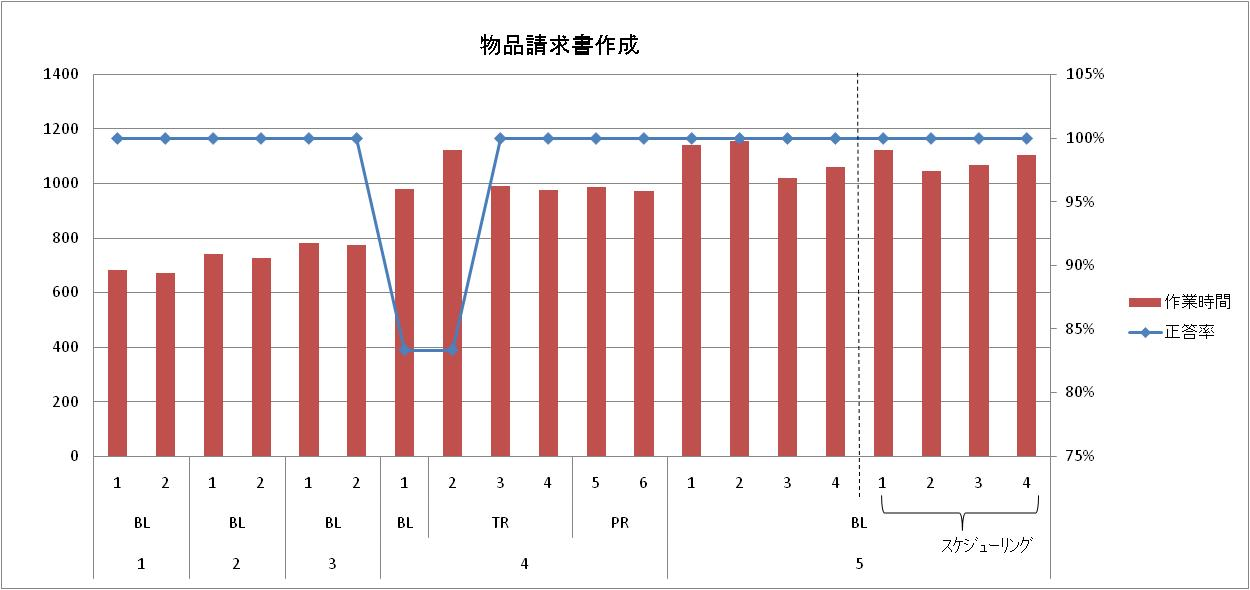 物品請求書作成
1400 105%
1200 100%
1000 95%
800 90%
600 85%
400 80%
200 75%
0
作業時間
正答率
1 2 1 2 1 2 1 2 3 4 5 6 1 2 3 4 1 2 3 4
BL BL BL BL TR PR BL
スケジューリング
1 2 3 4 5